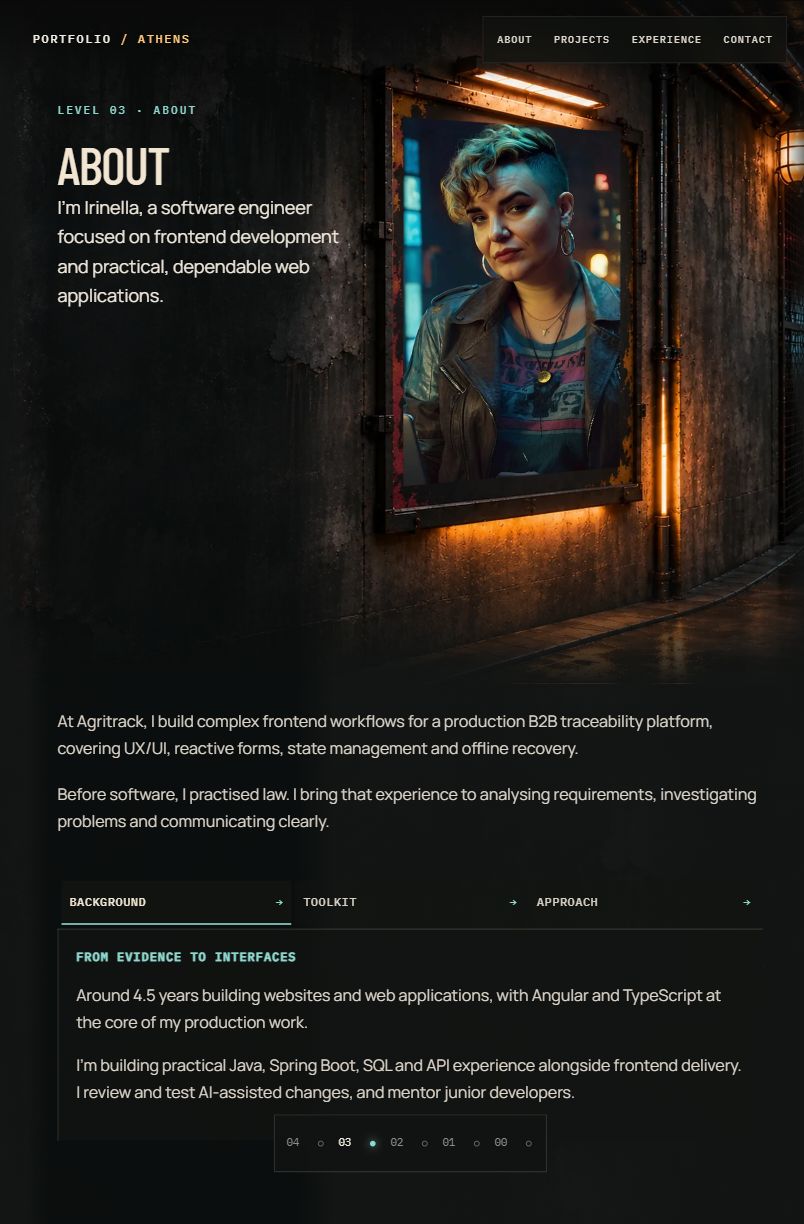 PORTFOLIO / ATHENS
ABOUT PROJECTS EXPERIENCE CONTACT
LEVEL 03 · ABOUT
ABOUT
I'm Irinella, a software engineer
focused on frontend development
and practical, dependable web
applications.
At Agritrack, I build complex frontend workflows for a production B2B traceability platform,
covering UX/UI, reactive forms, state management and offline recovery.
Before software, I practised law. I bring that experience to analysing requirements, investigating
problems and communicating clearly.
BACKGROUND → TOOLKIT → APPROACH →
FROM EVIDENCE TO INTERFACES
Around 4.5 years building websites and web applications, with Angular and TypeScript at
the core of my production work.
I'm building practical Java, Spring Boot, SQL and API experience alongside frontend delivery.
I review and test AI-assisted changes, and mentor junior developers.
04 03 02 01 00